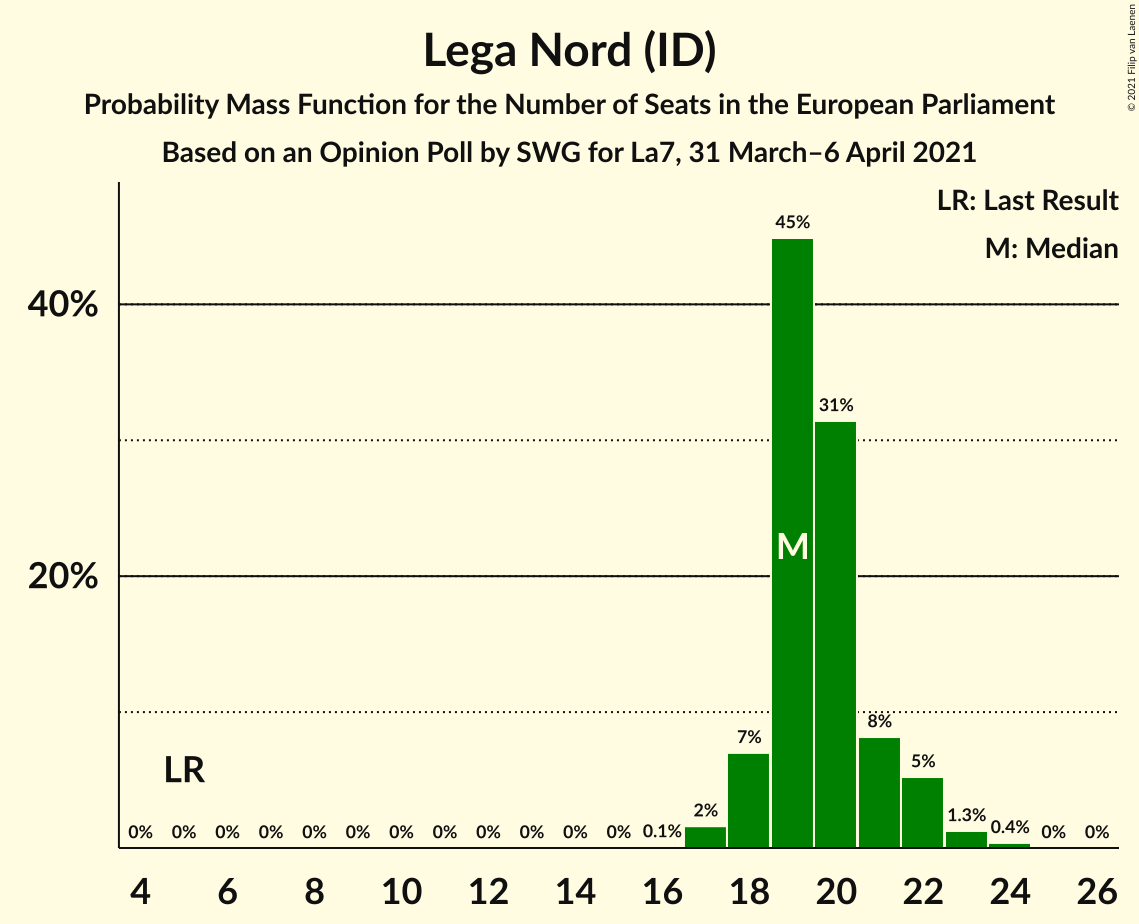 Lega Nord (ID)
Probability Mass Function for the Number of Seats in the European Parliament
Based on an Opinion Poll by SWG for La7, 31 March–6 April 2021
© 2021 Filip van Laenen
LR: Last Result
M: Median
45%
40%
31%
M
20%
8%
7%
5%
LR
2%
1.3%
0.4%
0% 0% 0% 0% 0% 0% 0% 0% 0% 0% 0% 0% 0.1% 0% 0%
4 6 8 10 12 14 16 18 20 22 24 26